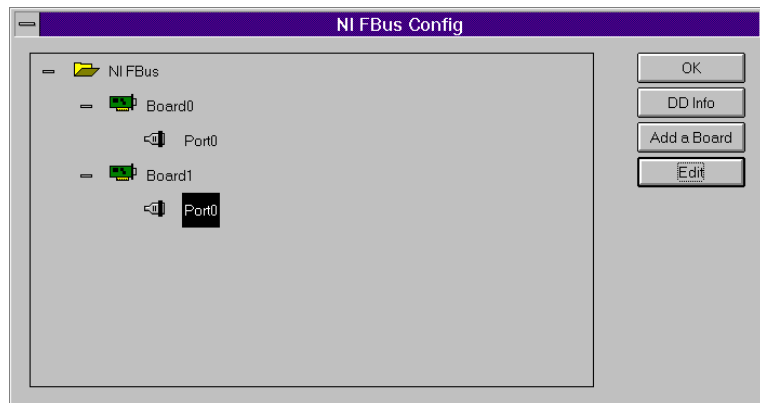 NI FBus Config
NI FBus
Board0
Port0
Board1
Port0
OK
DD Info
Add a Board
Edit